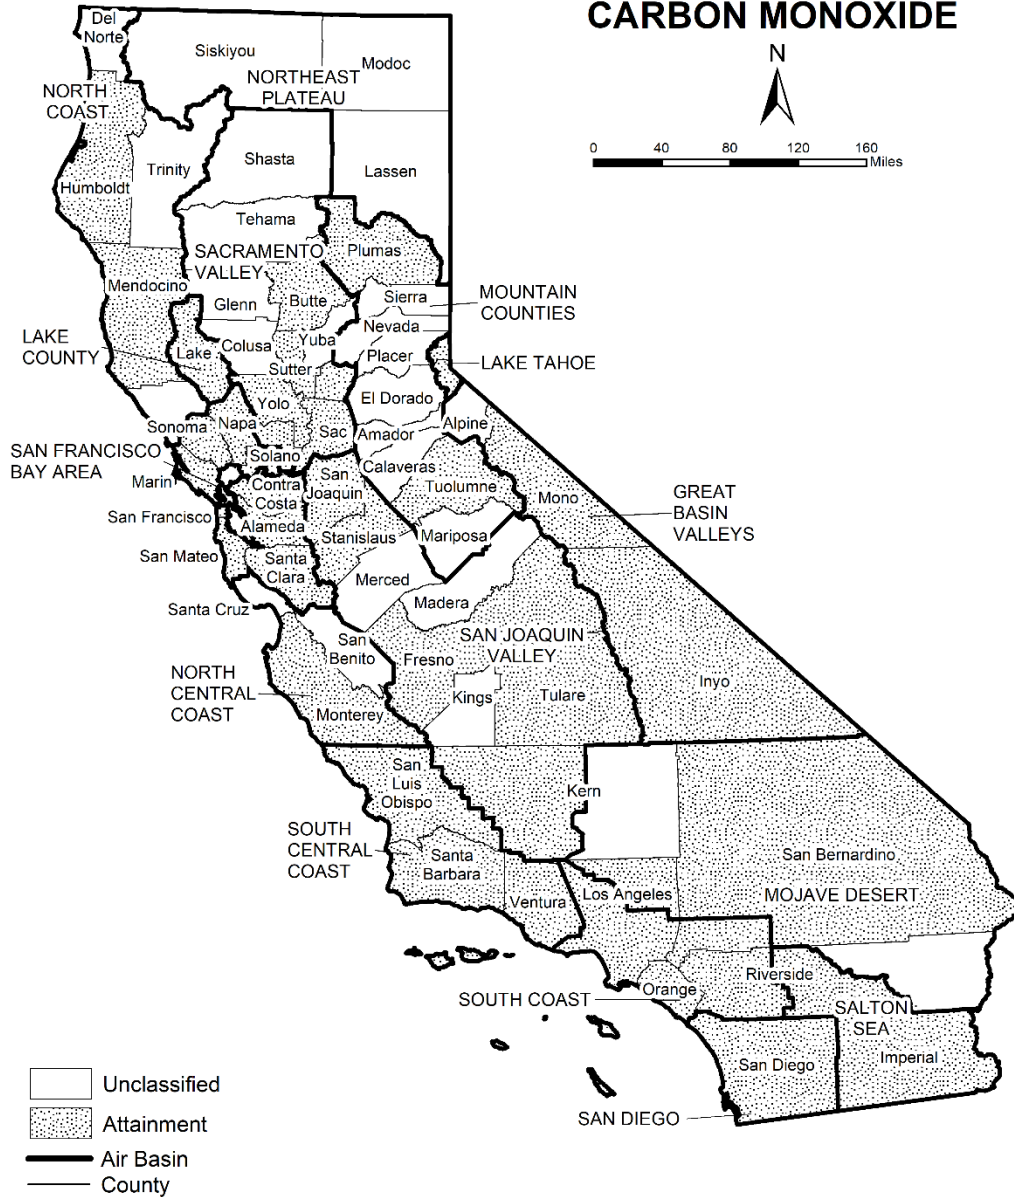 CARBON MONOXIDE
N
0 40 80 120 160
Miles
Del
Norte
Siskiyou
Modoc
NORTHEAST
PLATEAU
NORTH
COAST
Shasta
Trinity
Lassen
Humboldt
Tehama
SACRAMENTO
VALLEY
Plumas
Mendocino
Glenn
Butte
Sierra
MOUNTAIN
COUNTIES
Nevada
LAKE
COUNTY
Lake
Colusa
Yuba
Placer
LAKE TAHOE
Sutter
El Dorado
Yolo
Sonoma
Napa
Sac
Amador
Alpine
SAN FRANCISCO
BAY AREA
Solano
Calaveras
Marin
Contra
Costa
San
Joaquin
Tuolumne
Mono
GREAT
BASIN
VALLEYS
San Francisco
Alameda
Stanislaus
Mariposa
San Mateo
Santa
Clara
Merced
Madera
Santa Cruz
San
Benito
SAN JOAQUIN
VALLEY
Fresno
NORTH
CENTRAL
COAST
Kings
Tulare
Inyo
Monterey
San
Luis
Obispo
Kern
SOUTH
CENTRAL
COAST
Santa
Barbara
San Bernardino
Ventura
Los Angeles
MOJAVE DESERT
Riverside
Orange
SOUTH COAST
SALTON
SEA
San Diego
Imperial
SAN DIEGO
Unclassified
Attainment
Air Basin
County